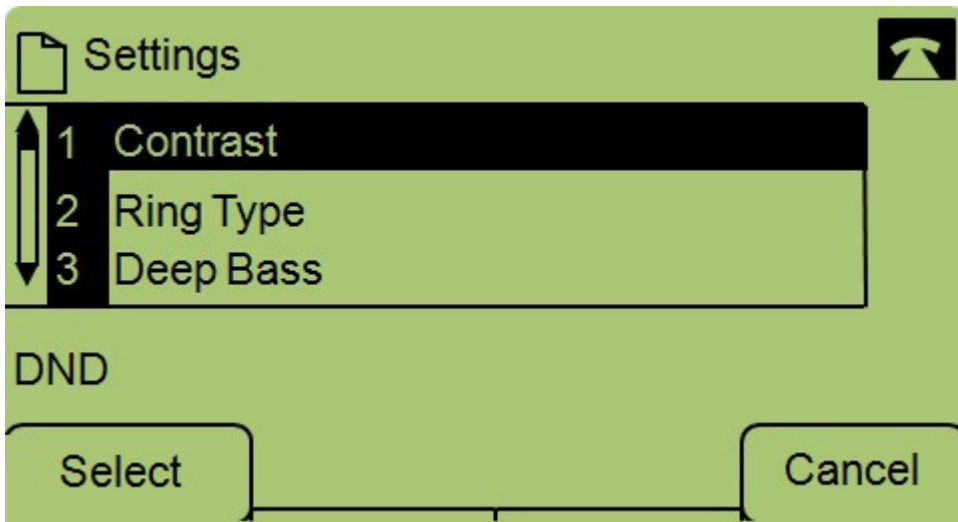 Settings
1 Contrast
2 Ring Type
3 Deep Bass
DND
Select Cancel